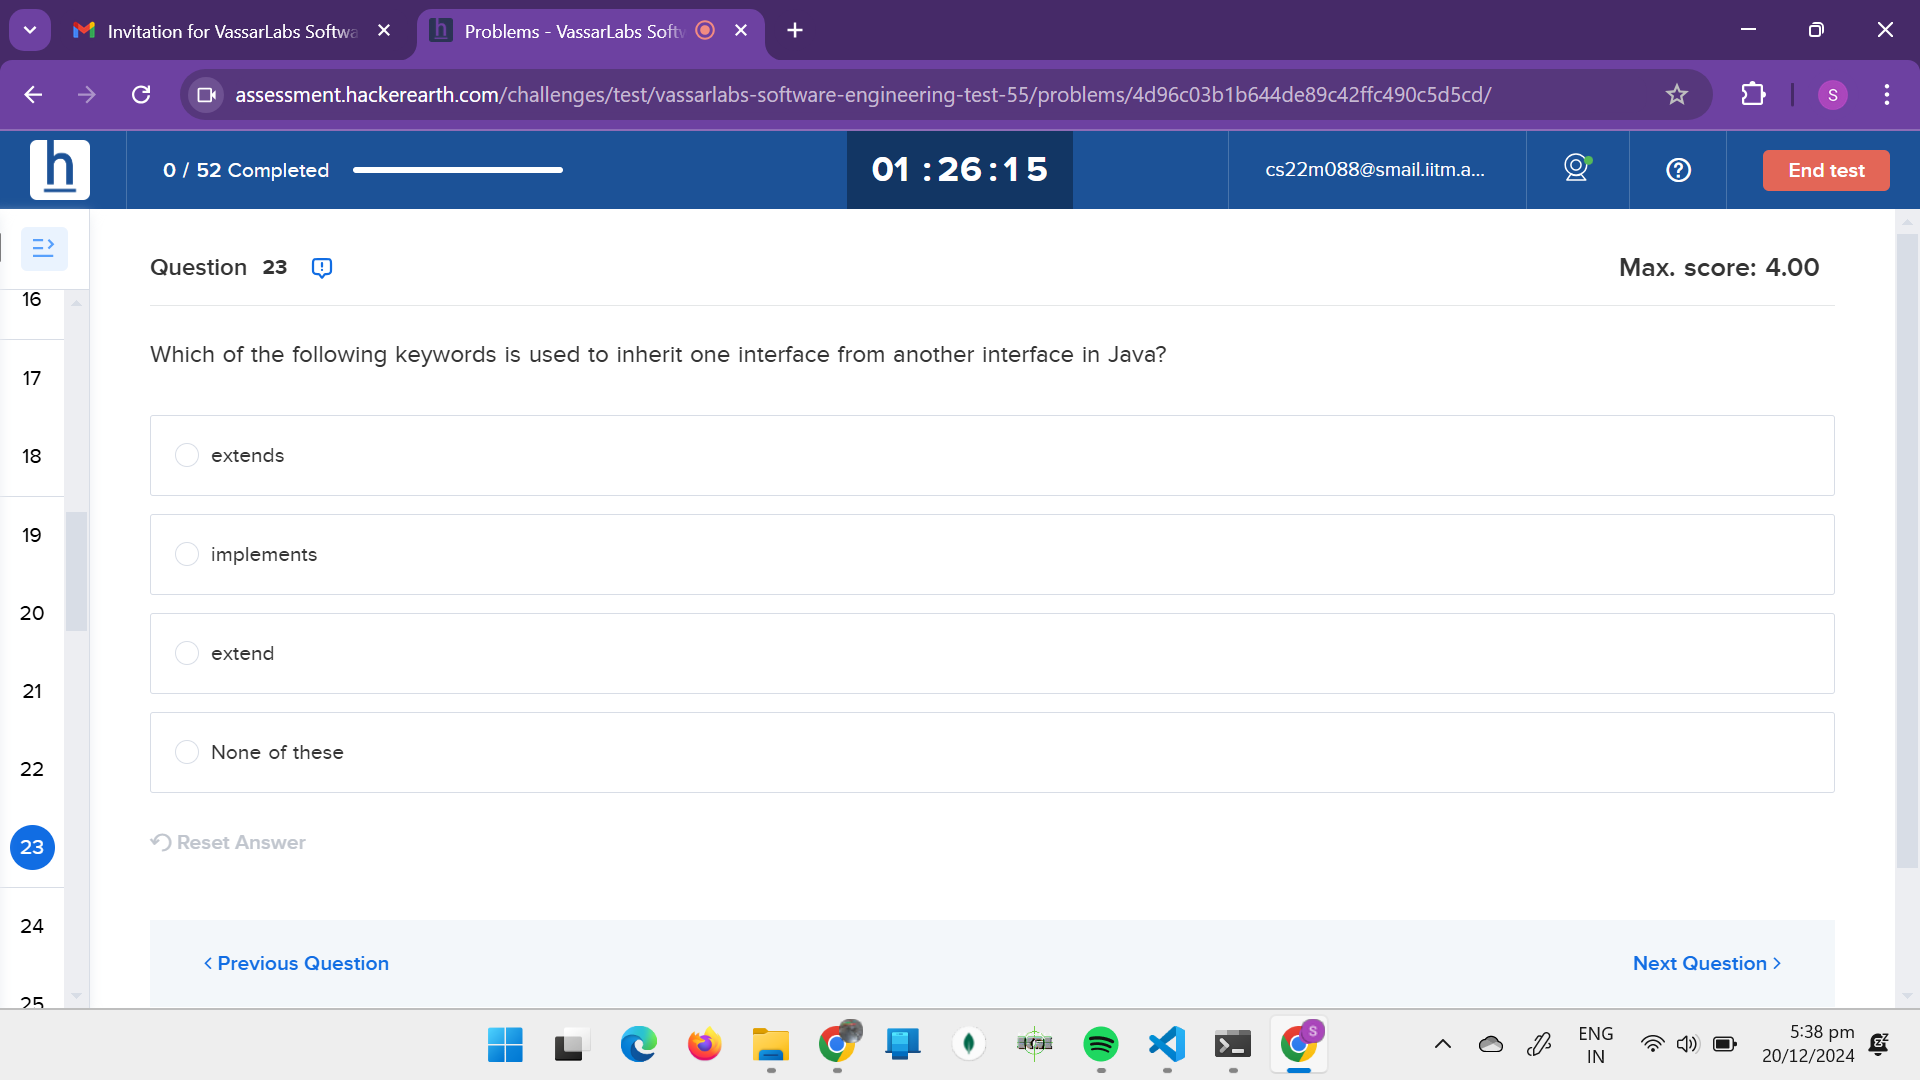 Invitation for VassarLabs Softwa
Problems - VassarLabs Softw
assessment.hackerearth.com/challenges/test/vassarlabs-software-engineering-test-55/problems/4d96c03b1b644de89c42ffc490c5d5cd/
S
h
0 / 52 Completed
01 : 26 : 15
cs22m088@smail.iitm.a...
End test
Question 23
Max. score: 4.00
16
17
18
19
20
21
22
23
24
25
Which of the following keywords is used to inherit one interface from another interface in Java?
extends
implements
extend
None of these
Reset Answer
Previous Question
Next Question
S
ENG
IN
5:38 pm
20/12/2024